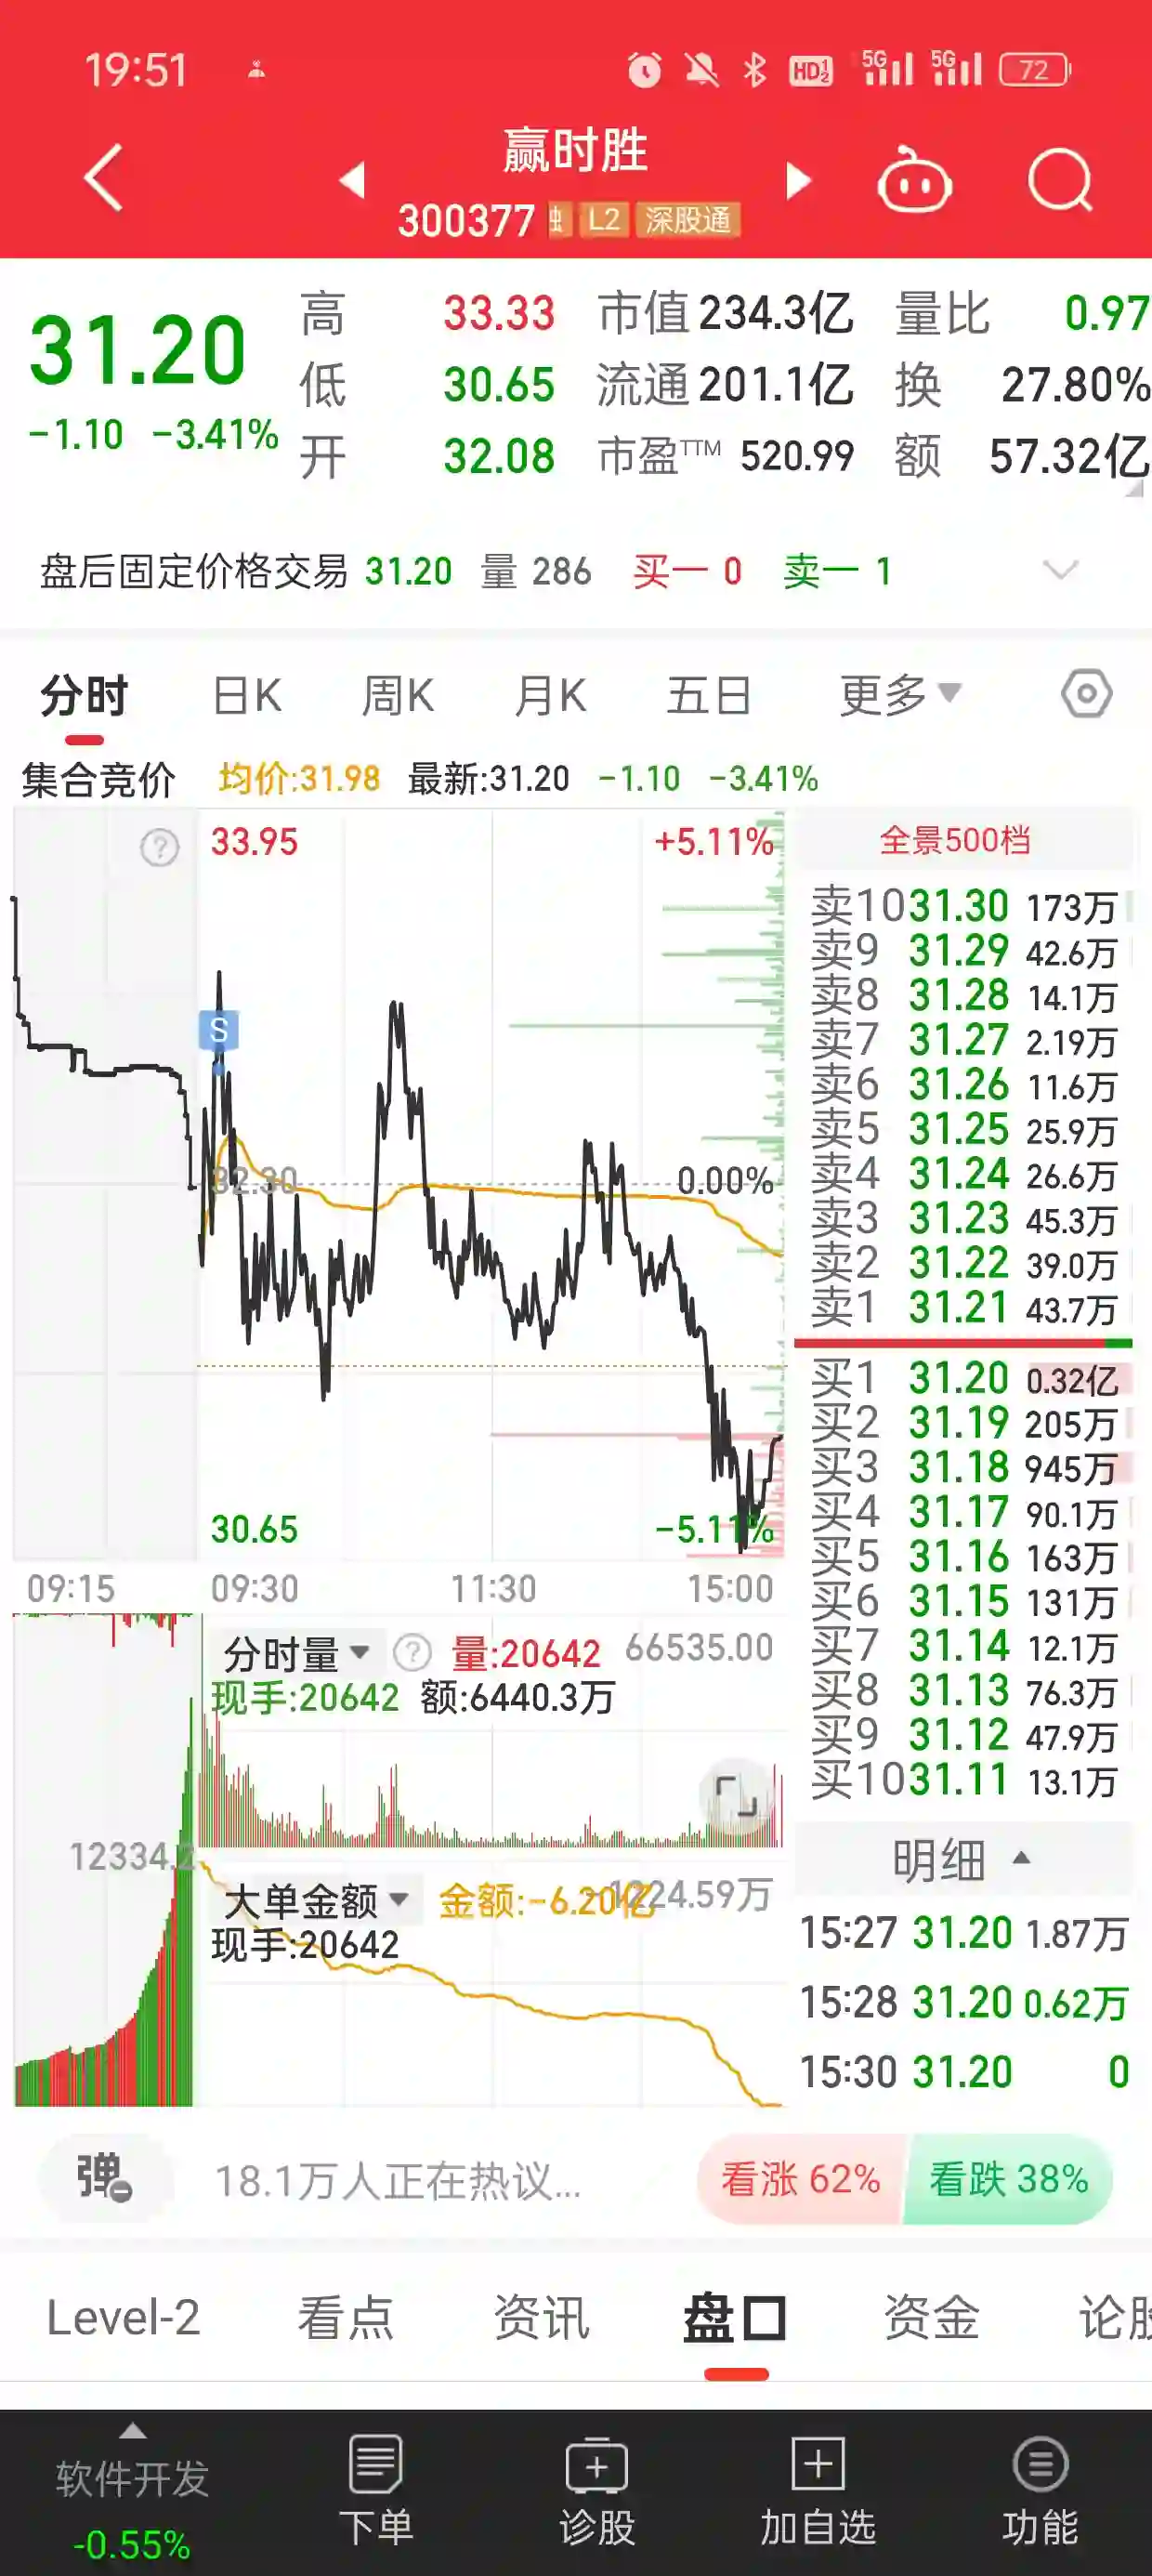 19:51 HD 1 2 5G 5G 72
赢时胜
300377 L2 深股通
31.20 高 33.33 市值 234.3亿 量比 0.97
低 30.65 流通 201.1亿 换 27.80%
-1.10 -3.41% 开 32.08 市盈TTM 520.99 额 57.32亿
盘后固定价格交易 31.20 量 286 买一 0 卖一 1
分时 日K 周K 月K 五日 更多
集合竞价 均价:31.98 最新:31.20 -1.10 -3.41%
33.95 +5.11%
S
32.30 0.00%
30.65 -5.11%
09:15 09:30 11:30 15:00
全景500档
卖10 31.30 173万
卖9 31.29 42.6万
卖8 31.28 14.1万
卖7 31.27 2.19万
卖6 31.26 11.6万
卖5 31.25 25.9万
卖4 31.24 26.6万
卖3 31.23 45.3万
卖2 31.22 39.0万
卖1 31.21 43.7万
买1 31.20 0.32亿
买2 31.19 205万
买3 31.18 945万
买4 31.17 90.1万
买5 31.16 163万
买6 31.15 131万
买7 31.14 12.1万
买8 31.13 76.3万
买9 31.12 47.9万
买10 31.11 13.1万
分时量 ? 量:20642 66535.00
现手:20642 额:6440.3万
12334.2
大单金额 金额:-6.20亿 -1224.59万
现手:20642
明细
15:27 31.20 1.87万
15:28 31.20 0.62万
15:30 31.20 0
弹 18.1万人正在热议... 看涨 62% 看跌 38%
Level-2 看点 资讯 盘口 资金 论股
软件开发
-0.55%
下单 诊股 加自选 功能